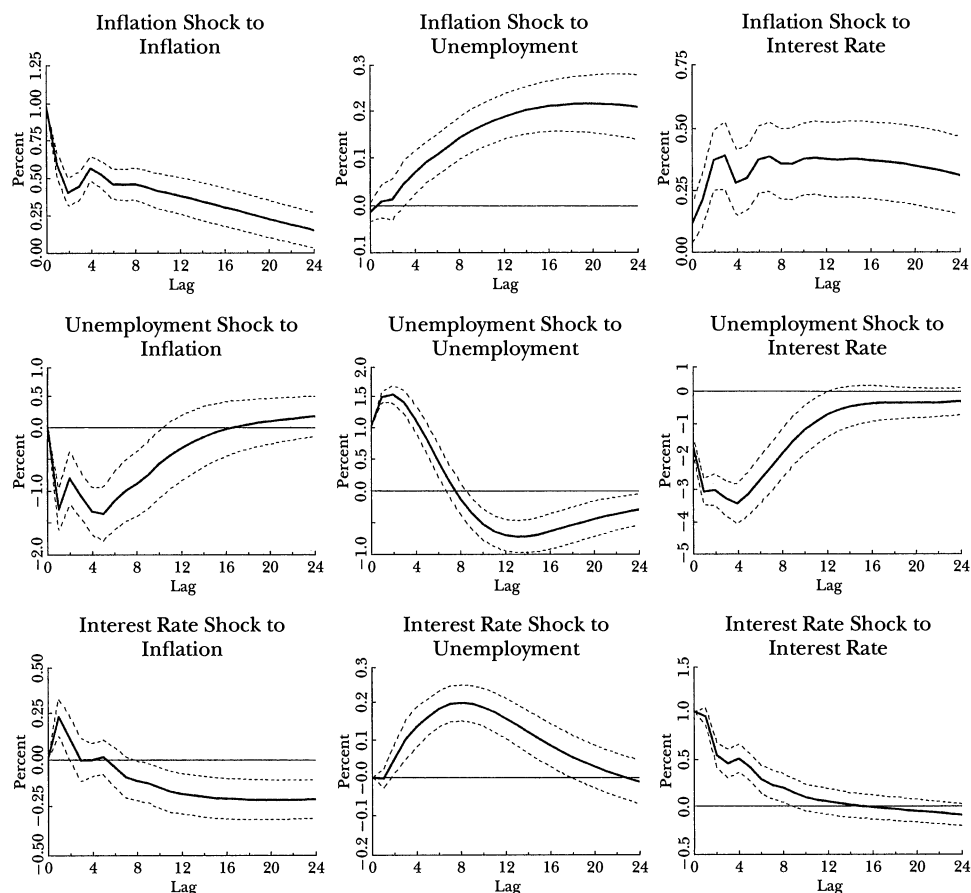 Inflation Shock to
Inflation
Percent
1.25
1.00
0.75
0.50
0.25
0.00
0 4 8 12 16 20 24
Lag
Inflation Shock to
Unemployment
Percent
0.3
0.2
0.1
0.0
−0.1
0 4 8 12 16 20 24
Lag
Inflation Shock to
Interest Rate
Percent
0.75
0.50
0.25
0.00
0 4 8 12 16 20 24
Lag
Unemployment Shock to
Inflation
Percent
1.0
0.5
0.0
−1.0
−2.0
0 4 8 12 16 20 24
Lag
Unemployment Shock to
Unemployment
Percent
2.0
1.5
1.0
0.0
−1.0
0 4 8 12 16 20 24
Lag
Unemployment Shock to
Interest Rate
Percent
1
0
−1
−2
−3
−4
−5
0 4 8 12 16 20 24
Lag
Interest Rate Shock to
Inflation
Percent
0.50
0.25
0.00
−0.25
−0.50
0 4 8 12 16 20 24
Lag
Interest Rate Shock to
Unemployment
Percent
0.3
0.2
0.1
−0.0
−0.1
−0.2
0 4 8 12 16 20 24
Lag
Interest Rate Shock to
Interest Rate
Percent
1.5
1.0
0.5
0.0
−0.5
0 4 8 12 16 20 24
Lag